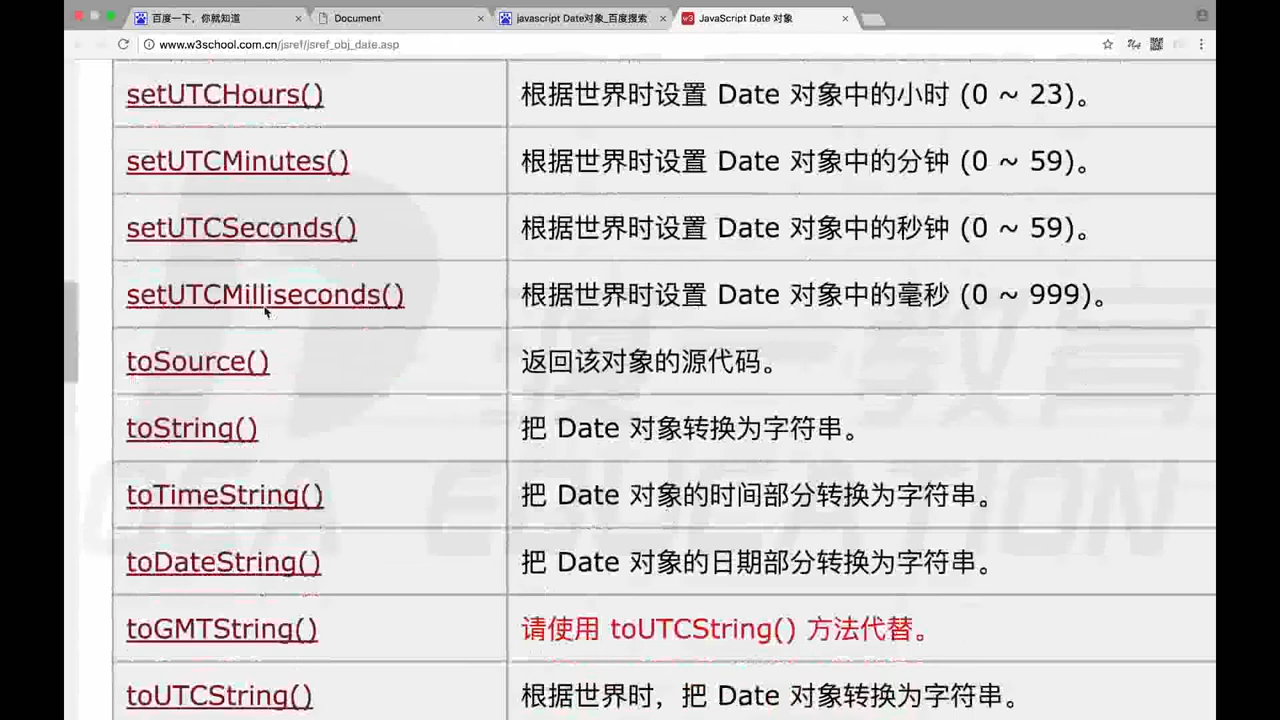 百度一下，你就知道
Document
javascript Date对象_百度搜索
JavaScript Date 对象
www.w3school.com.cn/jsref/jsref_obj_date.asp
setUTCHours() 根据世界时设置 Date 对象中的小时 (0 ~ 23)。
setUTCMinutes() 根据世界时设置 Date 对象中的分钟 (0 ~ 59)。
setUTCSeconds() 根据世界时设置 Date 对象中的秒钟 (0 ~ 59)。
setUTCMilliseconds() 根据世界时设置 Date 对象中的毫秒 (0 ~ 999)。
toSource() 返回该对象的源代码。
toString() 把 Date 对象转换为字符串。
toTimeString() 把 Date 对象的时间部分转换为字符串。
toDateString() 把 Date 对象的日期部分转换为字符串。
toGMTString() 请使用 toUTCString() 方法代替。
toUTCString() 根据世界时，把 Date 对象转换为字符串。
EDUCATION